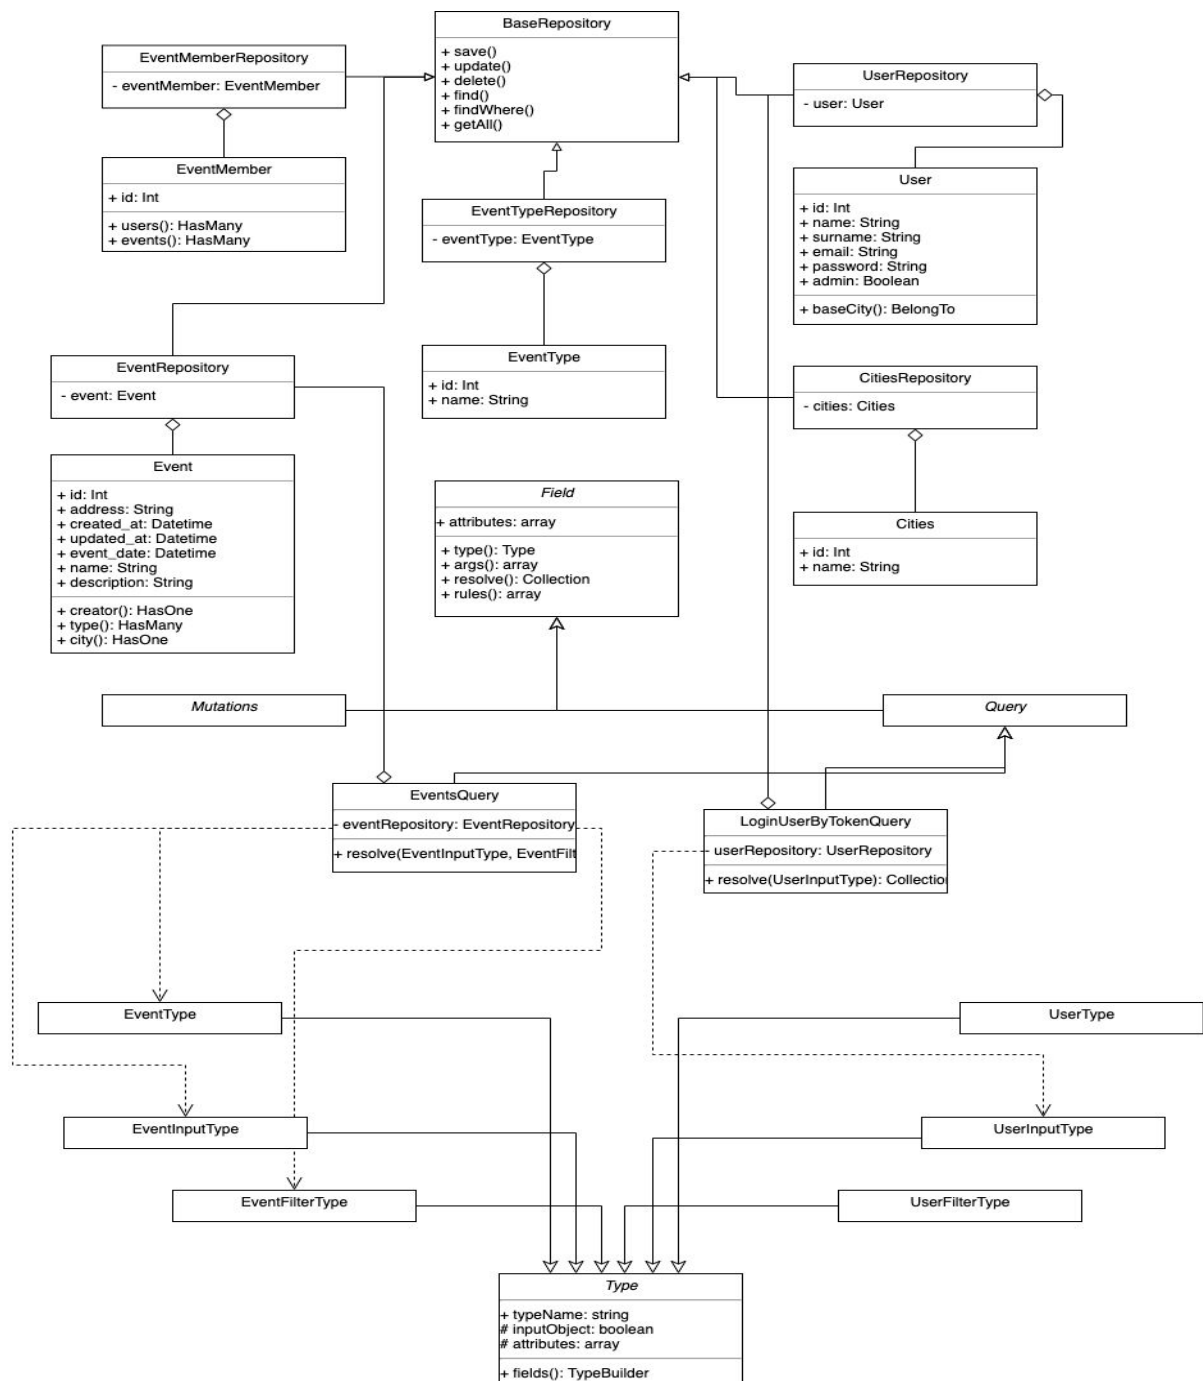 BaseRepository
+ save()
+ update()
+ delete()
+ find()
+ findWhere()
+ getAll()
EventMemberRepository
- eventMember: EventMember
UserRepository
- user: User
EventMember
+ id: Int
+ users(): HasMany
+ events(): HasMany
User
+ id: Int
+ name: String
+ surname: String
+ email: String
+ password: String
+ admin: Boolean
+ baseCity(): BelongTo
EventTypeRepository
- eventType: EventType
EventType
+ id: Int
+ name: String
EventRepository
- event: Event
CitiesRepository
- cities: Cities
Event
+ id: Int
+ address: String
+ created_at: Datetime
+ updated_at: Datetime
+ event_date: Datetime
+ name: String
+ description: String
+ creator(): HasOne
+ type(): HasMany
+ city(): HasOne
Field
+ attributes: array
+ type(): Type
+ args(): array
+ resolve(): Collection
+ rules(): array
Cities
+ id: Int
+ name: String
Mutations
Query
EventsQuery
- eventRepository: EventRepository
+ resolve(EventInputType, EventFilt
LoginUserByTokenQuery
- userRepository: UserRepository
+ resolve(UserInputType): Collection
EventType
UserType
EventInputType
UserInputType
EventFilterType
UserFilterType
Type
+ typeName: string
# inputObject: boolean
# attributes: array
+ fields(): TypeBuilder